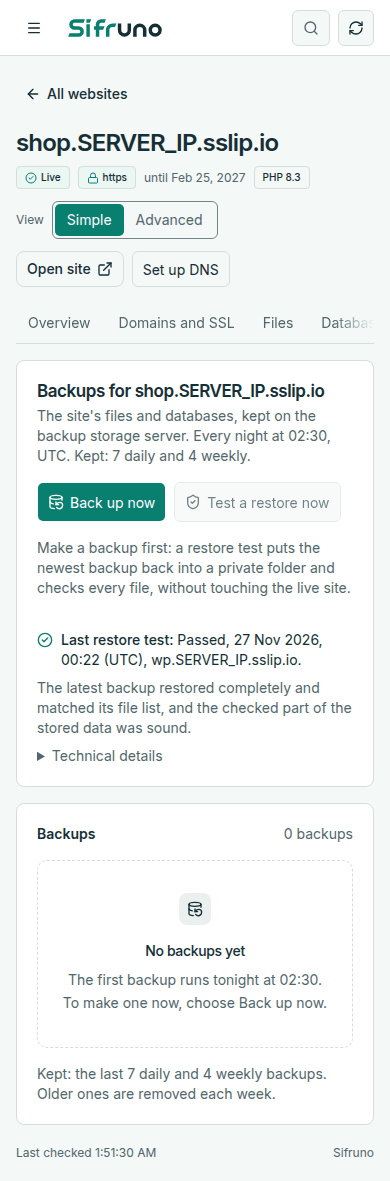 Sifruno
All websites
shop.SERVER_IP.sslip.io
Live
https
until Feb 25, 2027
PHP 8.3
View
Simple
Advanced
Open site
Set up DNS
Overview
Domains and SSL
Files
Databas
Backups for shop.SERVER_IP.sslip.io
The site's files and databases, kept on the
backup storage server. Every night at 02:30,
UTC. Kept: 7 daily and 4 weekly.
Back up now
Test a restore now
Make a backup first: a restore test puts the
newest backup back into a private folder and
checks every file, without touching the live site.
Last restore test: Passed, 27 Nov 2026,
00:22 (UTC), wp.SERVER_IP.sslip.io.
The latest backup restored completely and
matched its file list, and the checked part of the
stored data was sound.
Technical details
Backups
0 backups
No backups yet
The first backup runs tonight at 02:30.
To make one now, choose Back up now.
Kept: the last 7 daily and 4 weekly backups.
Older ones are removed each week.
Last checked 1:51:30 AM
Sifruno